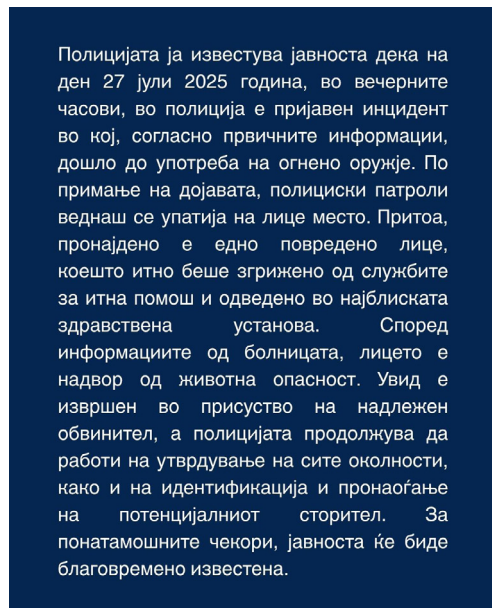 Полицијата ја известува јавноста дека на
ден 27 јули 2025 година, во вечерните
часови, во полиција е пријавен инцидент
во кој, согласно првичните информации,
дошло до употреба на огнено оружје. По
примање на дојавата, полициски патроли
веднаш се упатија на лице место. Притоа,
пронајдено е едно повредено лице,
коешто итно беше згрижено од службите
за итна помош и одведено во најблиската
здравствена установа. Според
информациите од болницата, лицето е
надвор од животна опасност. Увид е
извршен во присуство на надлежен
обвинител, а полицијата продолжува да
работи на утврдување на сите околности,
како и на идентификација и пронаоѓање
на потенцијалниот сторител. За
понатамошните чекори, јавноста ќе биде
благовремено известена.